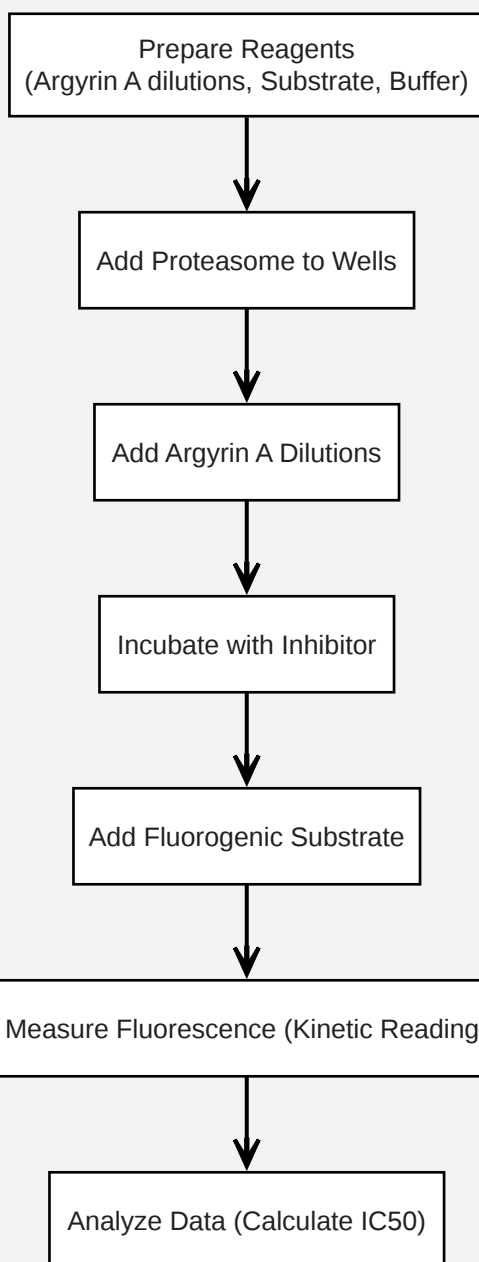 Prepare Reagents
(Argyrin A dilutions, Substrate, Buffer)
Add Proteasome to Wells
Add Argyrin A Dilutions
Incubate with Inhibitor
Add Fluorogenic Substrate
Measure Fluorescence (Kinetic Reading
Analyze Data (Calculate IC50)